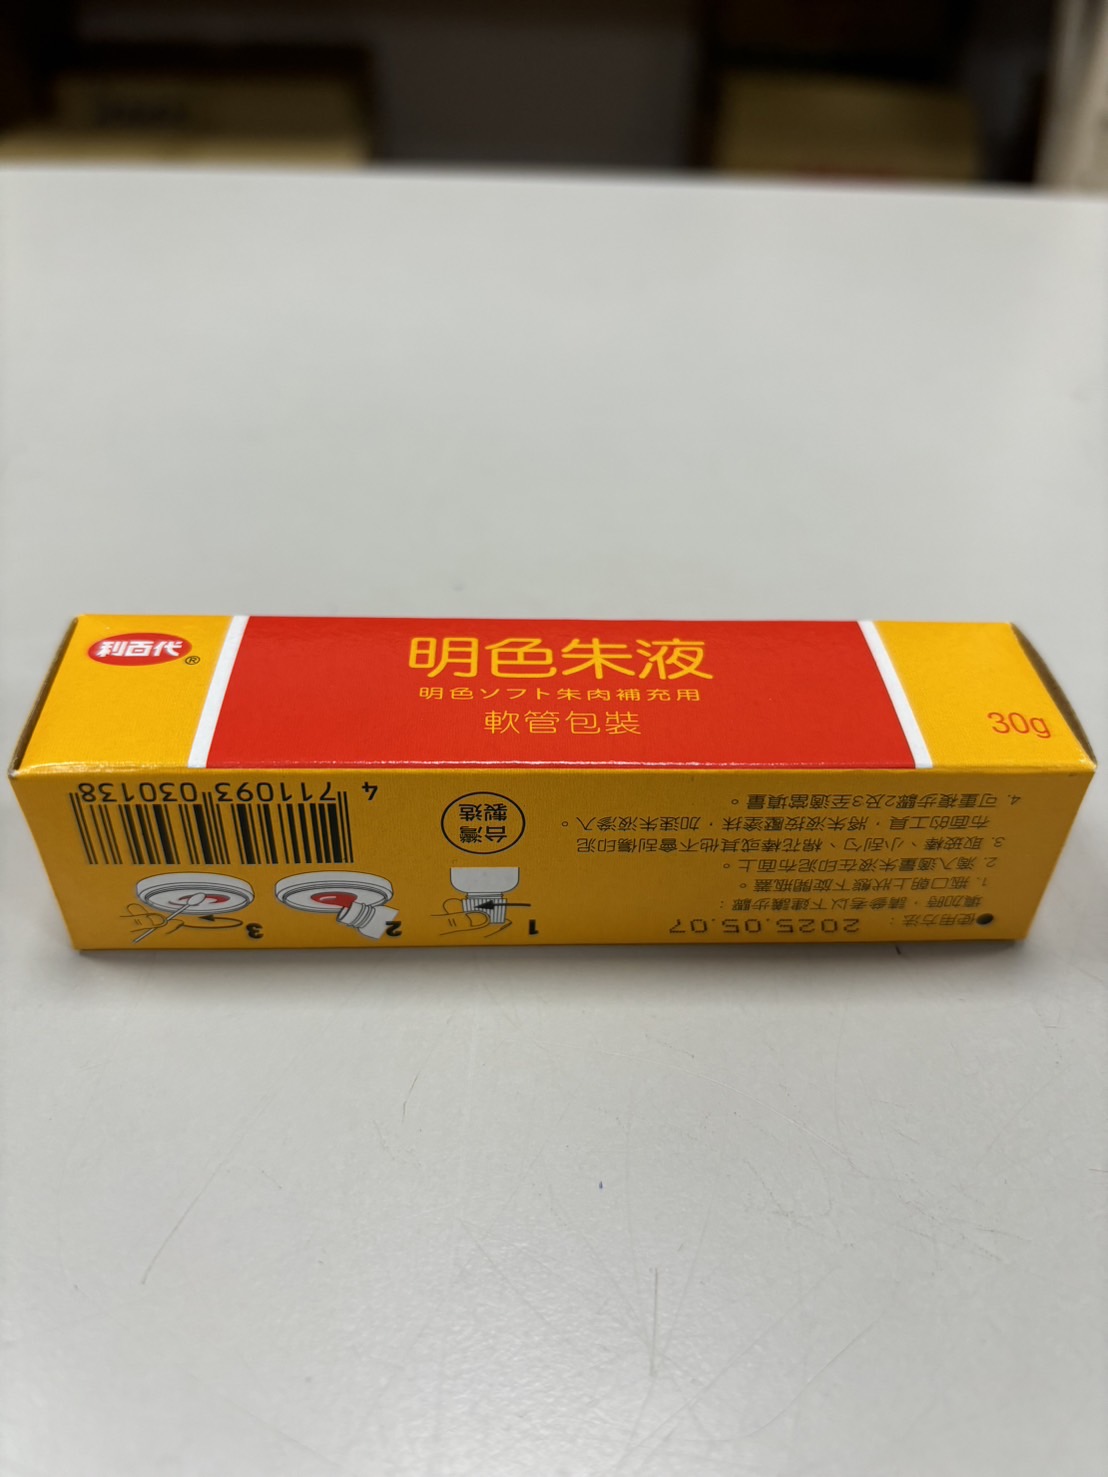 利百代®
明色朱液
明色ソフト朱肉補充用
軟管包裝
30g
●使用方法：
2025.05.07
填加時，請參考以下建議步驟：
1. 瓶口朝上狀態下旋開瓶蓋。
2. 滴入適量朱液在印泥布面上。
3. 取玻棒、小刮勺、棉花棒或其他不會刮傷印泥
布面的工具，將朱液按壓塗抹，加速朱液滲入。
4. 可重複步驟2及3至適當填量。
1
2
3
台灣
製造
4 711093 030138